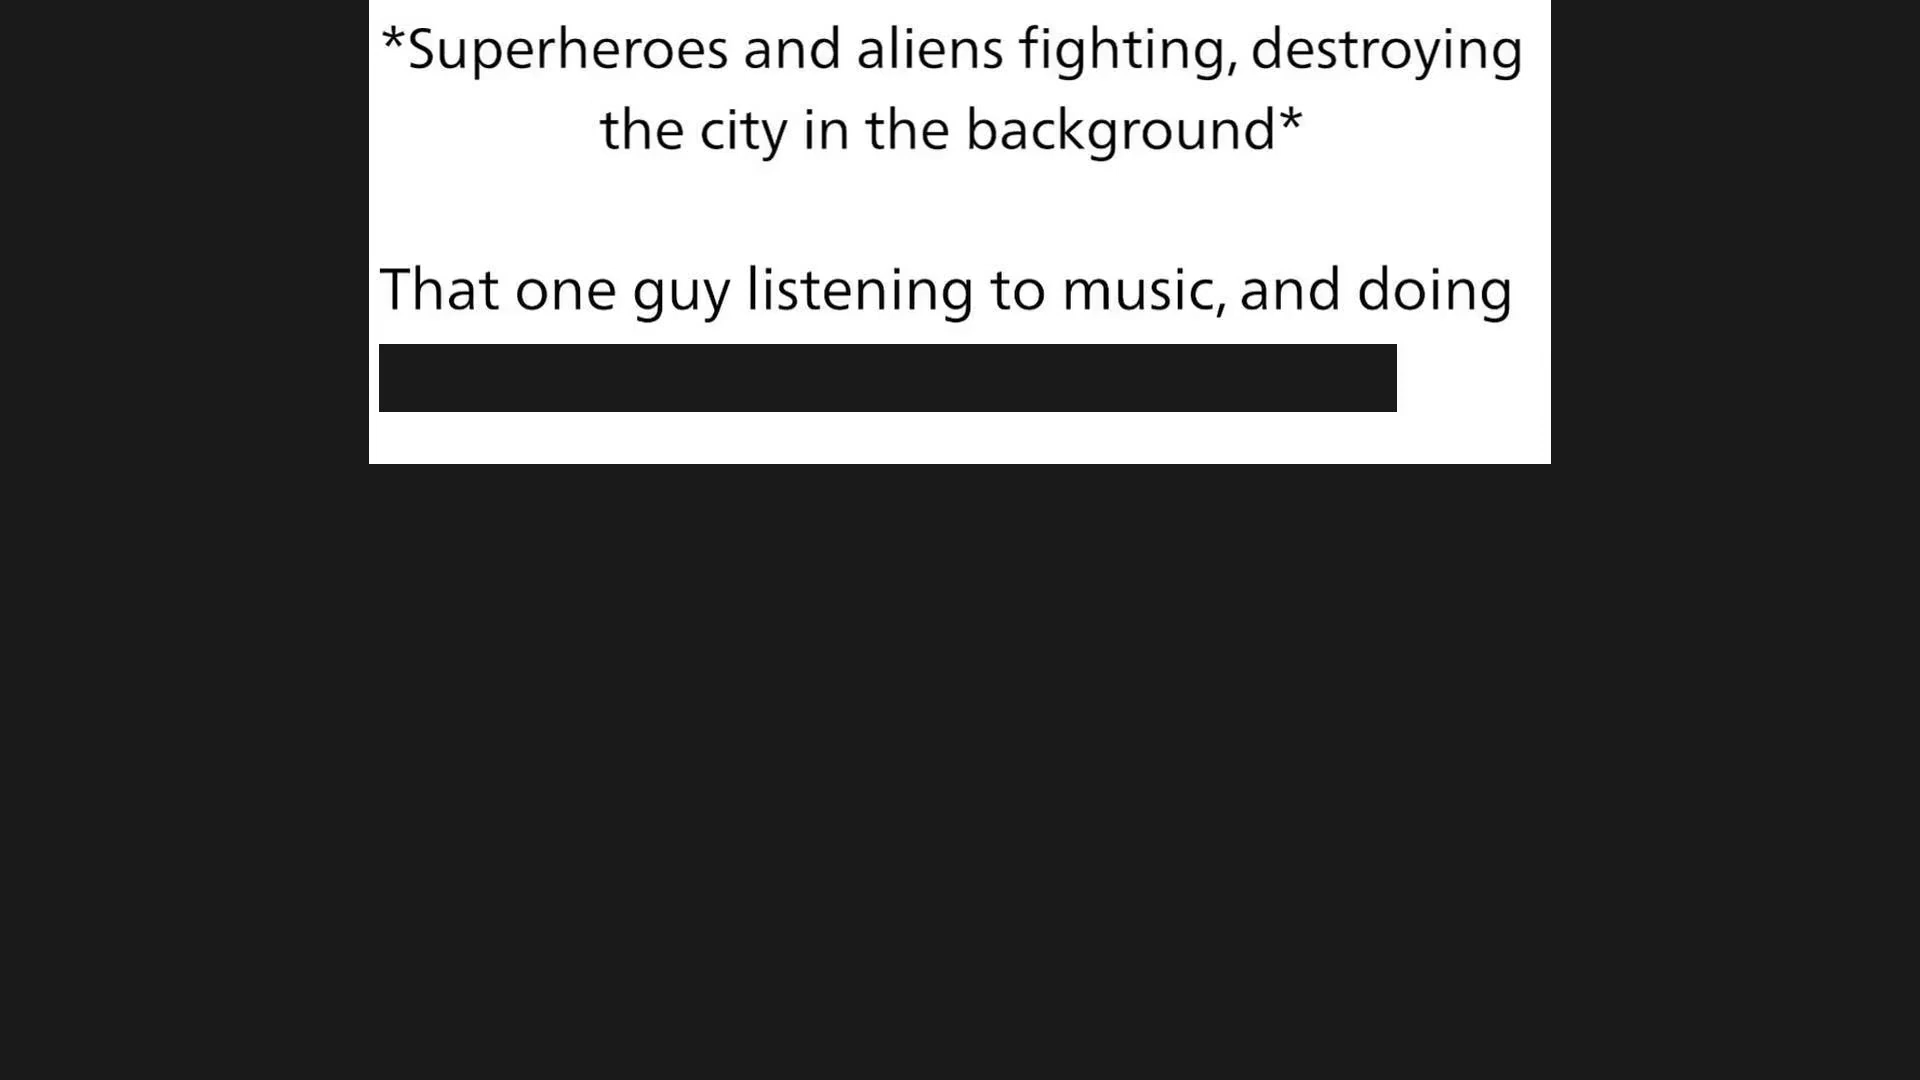 *Superheroes and aliens fighting, destroying
the city in the background*
That one guy listening to music, and doing